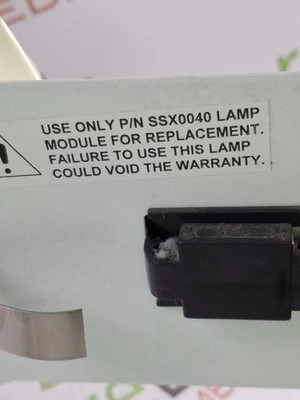 USE ONLY P/N SSX0040 LAMP
MODULE FOR REPLACEMENT.
FAILURE TO USE THIS LAMP
COULD VOID THE WARRANTY.